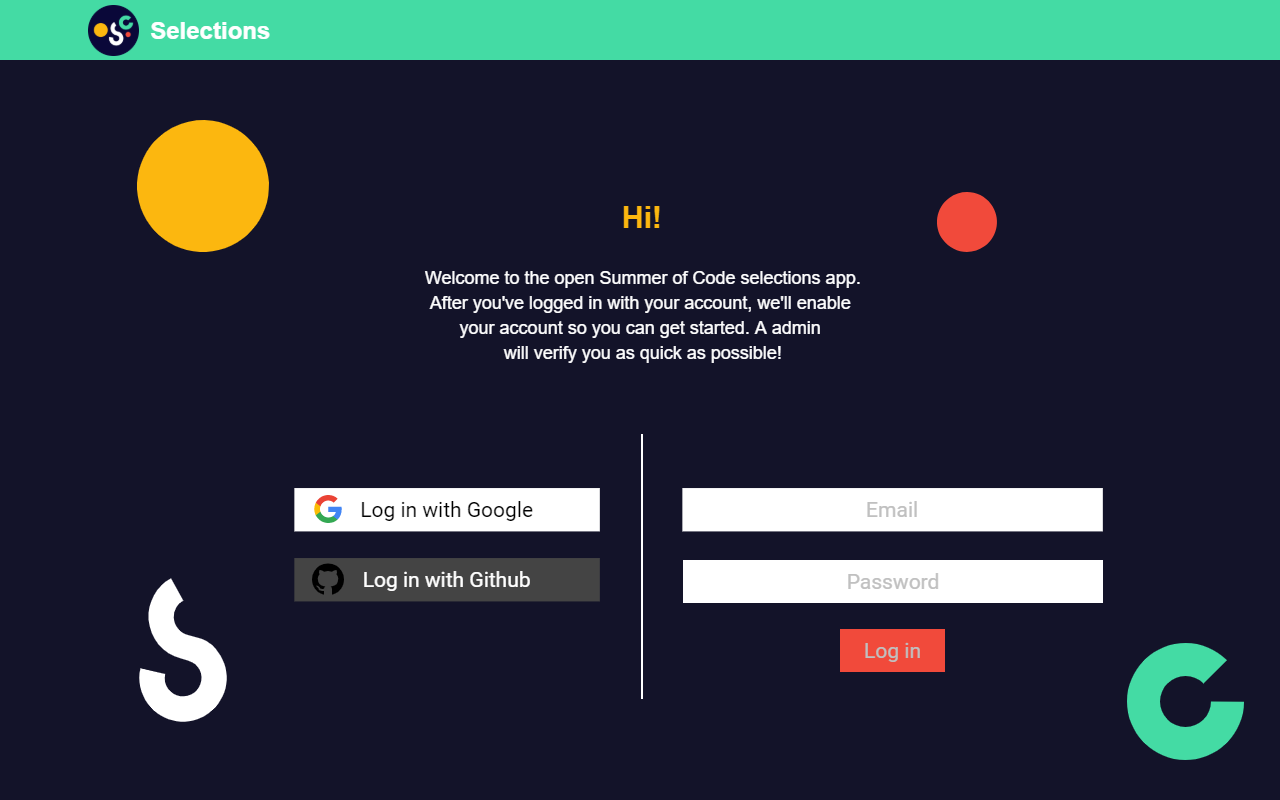 Selections
Hi!
Welcome to the open Summer of Code selections app.
After you've logged in with your account, we'll enable
your account so you can get started. A admin
will verify you as quick as possible!
Log in with Google
Log in with Github
Email
Password
Log in